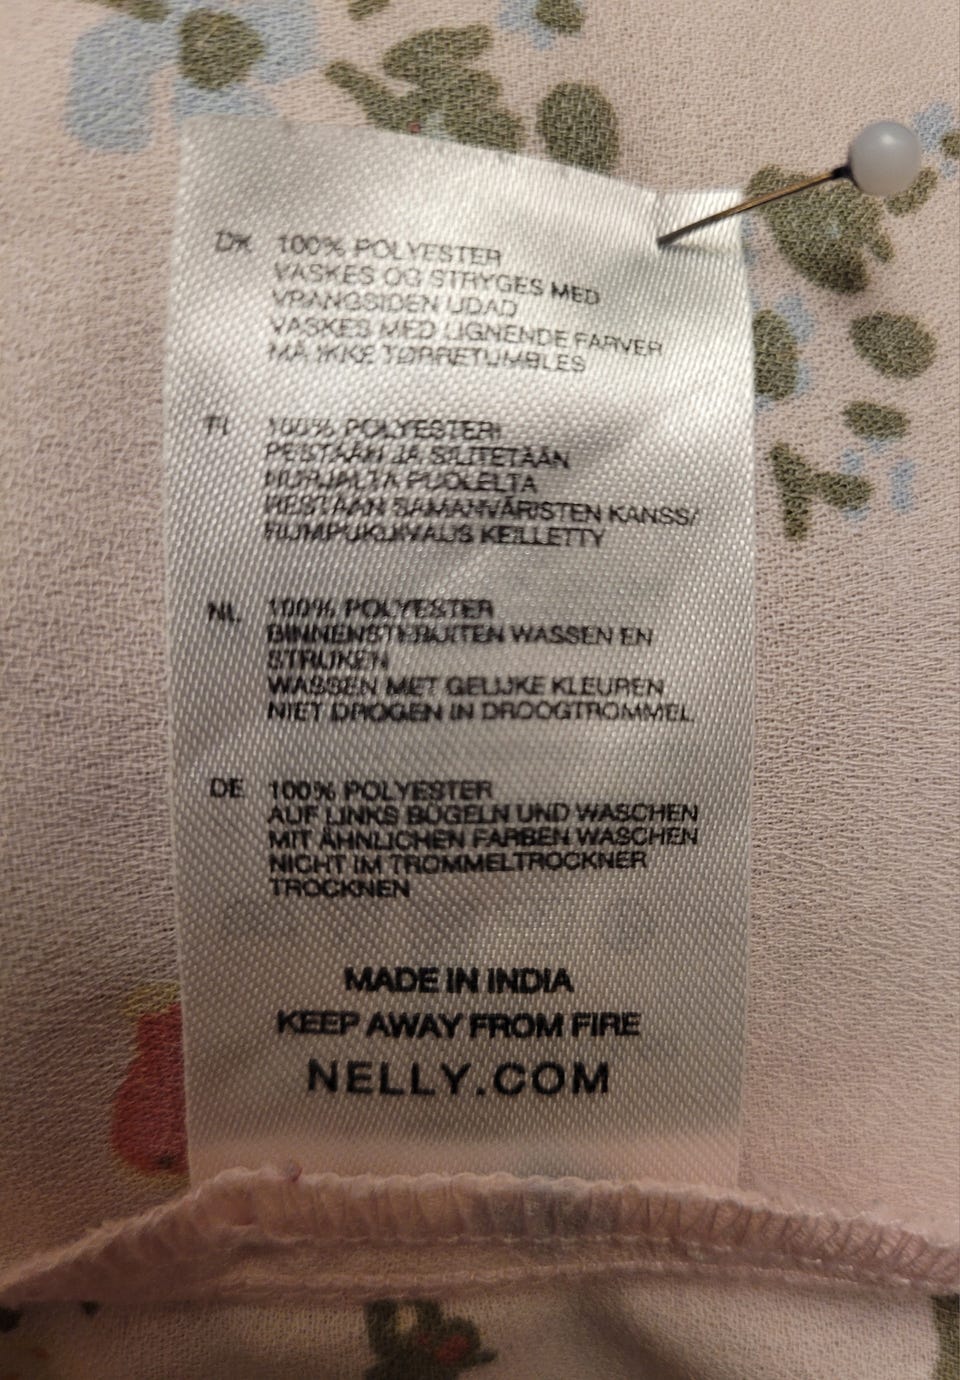 DK 100% POLYESTER
VASKES OG STRYGES MED
VRANGSIDEN UDAD
VASKES MED LIGNENDE FARVER
MÅ IKKE TØRRETUMBLES
FI 100% POLYESTERI
PESTÄÄN JA SILITETÄÄN
NURJALTA PUOLELTA
PESTÄÄN SAMANVÄRISTEN KANSS/
RUMPUKUIVAUS KEILLETTY
NL 100% POLYESTER
BINNENSTEBUITEN WASSEN EN
STRIJKEN
WASSEN MET GELIJKE KLEUREN
NIET DROGEN IN DROOGTROMMEL
DE 100% POLYESTER
AUF LINKS BÜGELN UND WASCHEN
MIT ÄHNLICHEN FARBEN WASCHEN
NICHT IM TROMMELTROCKNER
TROCKNEN
MADE IN INDIA
KEEP AWAY FROM FIRE
NELLY.COM